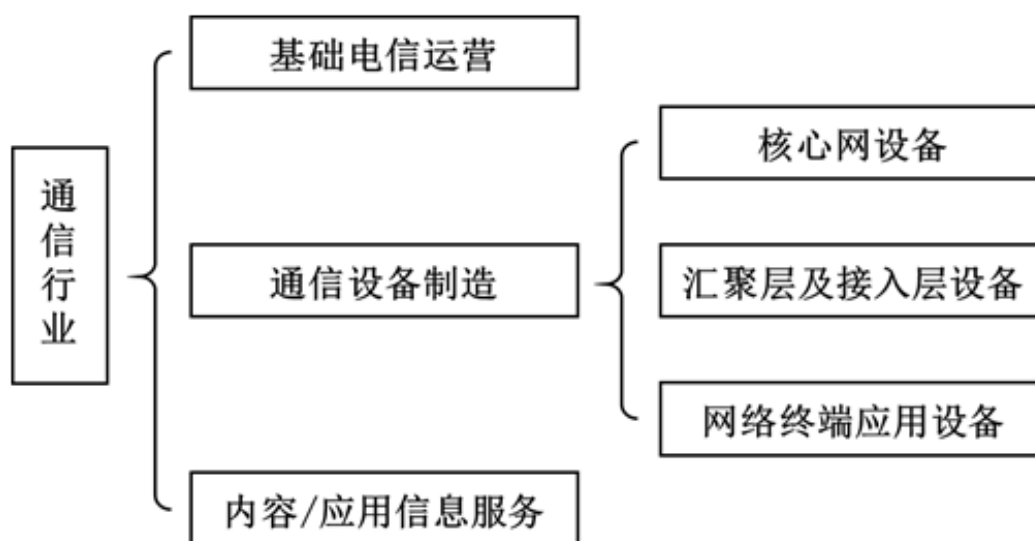 通信行业
基础电信运营
通信设备制造
内容/应用信息服务
核心网设备
汇聚层及接入层设备
网络终端应用设备